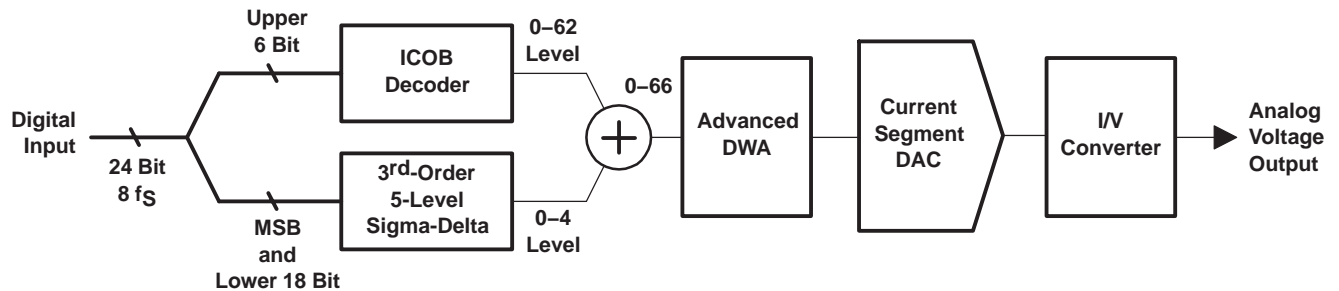 Digital
Input
24 Bit
8 fS
Upper
6 Bit
ICOB
Decoder
0–62
Level
MSB
and
Lower 18 Bit
3rd-Order
5-Level
Sigma-Delta
0–4
Level
0–66
+
Advanced
DWA
Current
Segment
DAC
I/V
Converter
Analog
Voltage
Output